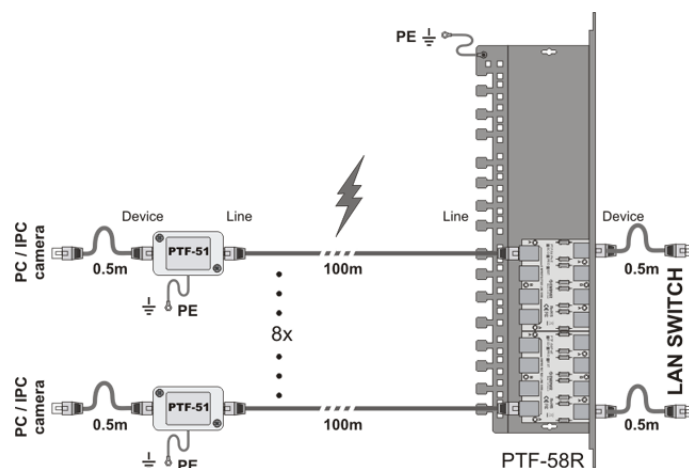 PE
Device
Line
Line
Device
PC / IPC
camera
PTF-51
0.5m
100m
0.5m
PE
8x
LAN SWITCH
PC / IPC
camera
PTF-51
0.5m
100m
0.5m
PE
PTF-58R